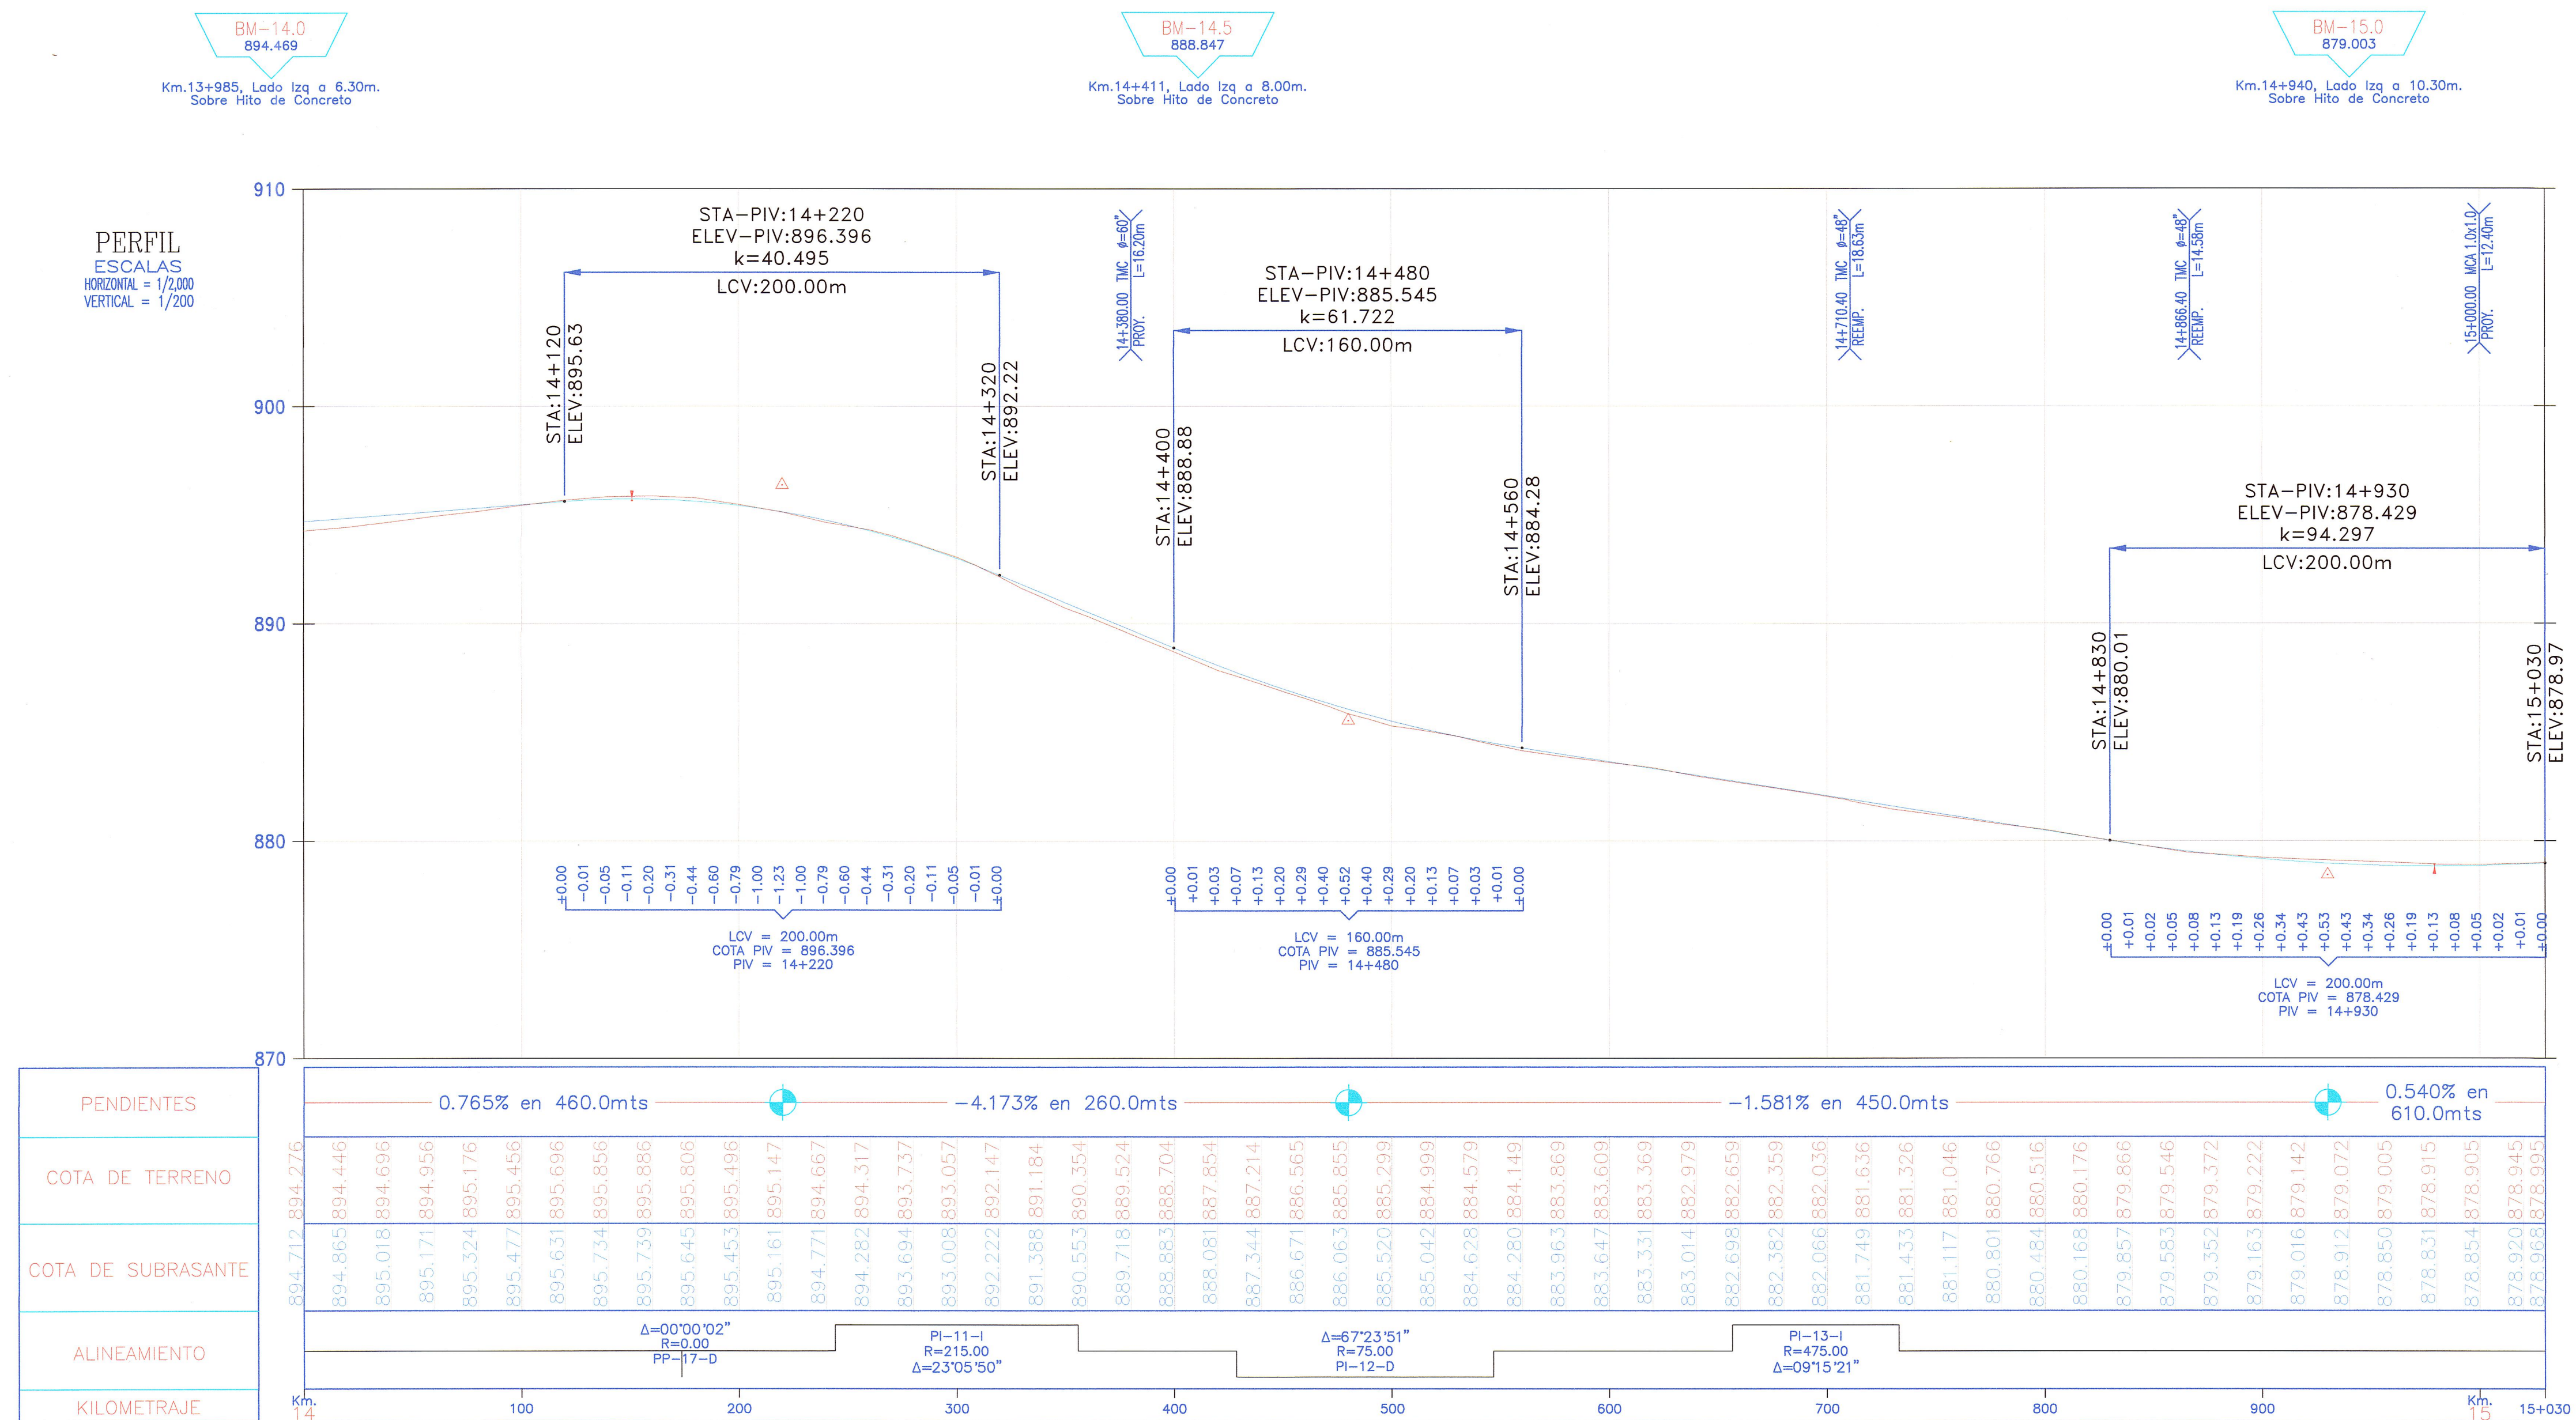 BM-14.0
894.469
Km.13+985, Lado Izq a 6.30m.
Sobre Hito de Concreto
BM-14.5
888.847
Km.14+411, Lado Izq a 8.00m.
Sobre Hito de Concreto
BM-15.0
879.003
Km.14+940, Lado Izq a 10.30m.
Sobre Hito de Concreto
PERFIL
ESCALAS
HORIZONTAL = 1/2,000
VERTICAL = 1/200
910
900
890
880
870
STA-PIV:14+220
ELEV-PIV:896.396
k=40.495
LCV:200.00m
STA:14+120
ELEV:895.63
STA:14+320
ELEV:892.22
14+380.00 TMC ø=60"
PROY. L=16.20m
STA-PIV:14+480
ELEV-PIV:885.545
k=61.722
LCV:160.00m
STA:14+400
ELEV:888.88
STA:14+560
ELEV:884.28
14+710.40 TMC ø=48"
REEMP. L=18.63m
14+866.40 TMC ø=48"
REEMP. L=14.58m
15+000.00 MCA 1.0x1.0
PROY. L=12.40m
STA-PIV:14+930
ELEV-PIV:878.429
k=94.297
LCV:200.00m
STA:14+830
ELEV:880.01
STA:15+030
ELEV:878.97
+0.00 -0.01 -0.05 -0.11 -0.20 -0.31 -0.44 -0.60 -0.79 -1.00 -1.23 -1.00 -0.79 -0.60 -0.44 -0.31 -0.20 -0.11 -0.05 -0.01 +0.00
LCV = 200.00m
COTA PIV = 896.396
PIV = 14+220
+0.00 +0.01 +0.03 +0.07 +0.13 +0.20 +0.29 +0.40 +0.52 +0.40 +0.29 +0.20 +0.13 +0.07 +0.03 +0.01 +0.00
LCV = 160.00m
COTA PIV = 885.545
PIV = 14+480
+0.00 +0.01 +0.02 +0.05 +0.08 +0.13 +0.19 +0.26 +0.34 +0.43 +0.53 +0.43 +0.34 +0.26 +0.19 +0.13 +0.08 +0.05 +0.02 +0.01 +0.00
LCV = 200.00m
COTA PIV = 878.429
PIV = 14+930
PENDIENTES
0.765% en 460.0mts
-4.173% en 260.0mts
-1.581% en 450.0mts
0.540% en
610.0mts
COTA DE TERRENO
894.276 894.446 894.696 894.956 895.176 895.456 895.696 895.856 895.886 895.806 895.496 895.147 894.667 894.317 893.737 893.057 892.147 891.184 890.354 889.524 888.704 887.854 887.214 886.565 885.855 885.299 884.999 884.579 884.149 883.869 883.609 883.369 882.979 882.659 882.359 882.036 881.636 881.326 881.046 880.766 880.516 880.176 879.866 879.546 879.372 879.222 879.142 879.072 879.005 878.915 878.905 878.945 878.995
COTA DE SUBRASANTE
894.712 894.865 895.018 895.171 895.324 895.477 895.631 895.734 895.739 895.645 895.453 895.161 894.771 894.282 893.694 893.008 892.222 891.388 890.553 889.718 888.883 888.081 887.344 886.671 886.063 885.520 885.042 884.628 884.280 883.963 883.647 883.331 883.014 882.698 882.382 882.066 881.749 881.433 881.117 880.801 880.484 880.168 879.857 879.583 879.352 879.163 879.016 878.912 878.850 878.831 878.854 878.920 878.968
ALINEAMIENTO
Δ=00°00'02"
R=0.00
PP-17-D
PI-11-I
R=215.00
Δ=23°05'50"
Δ=67°23'51"
R=75.00
PI-12-D
PI-13-I
R=475.00
Δ=09°15'21"
KILOMETRAJE
Km.
14
100 200 300 400 500 600 700 800 900
Km.
15
15+030